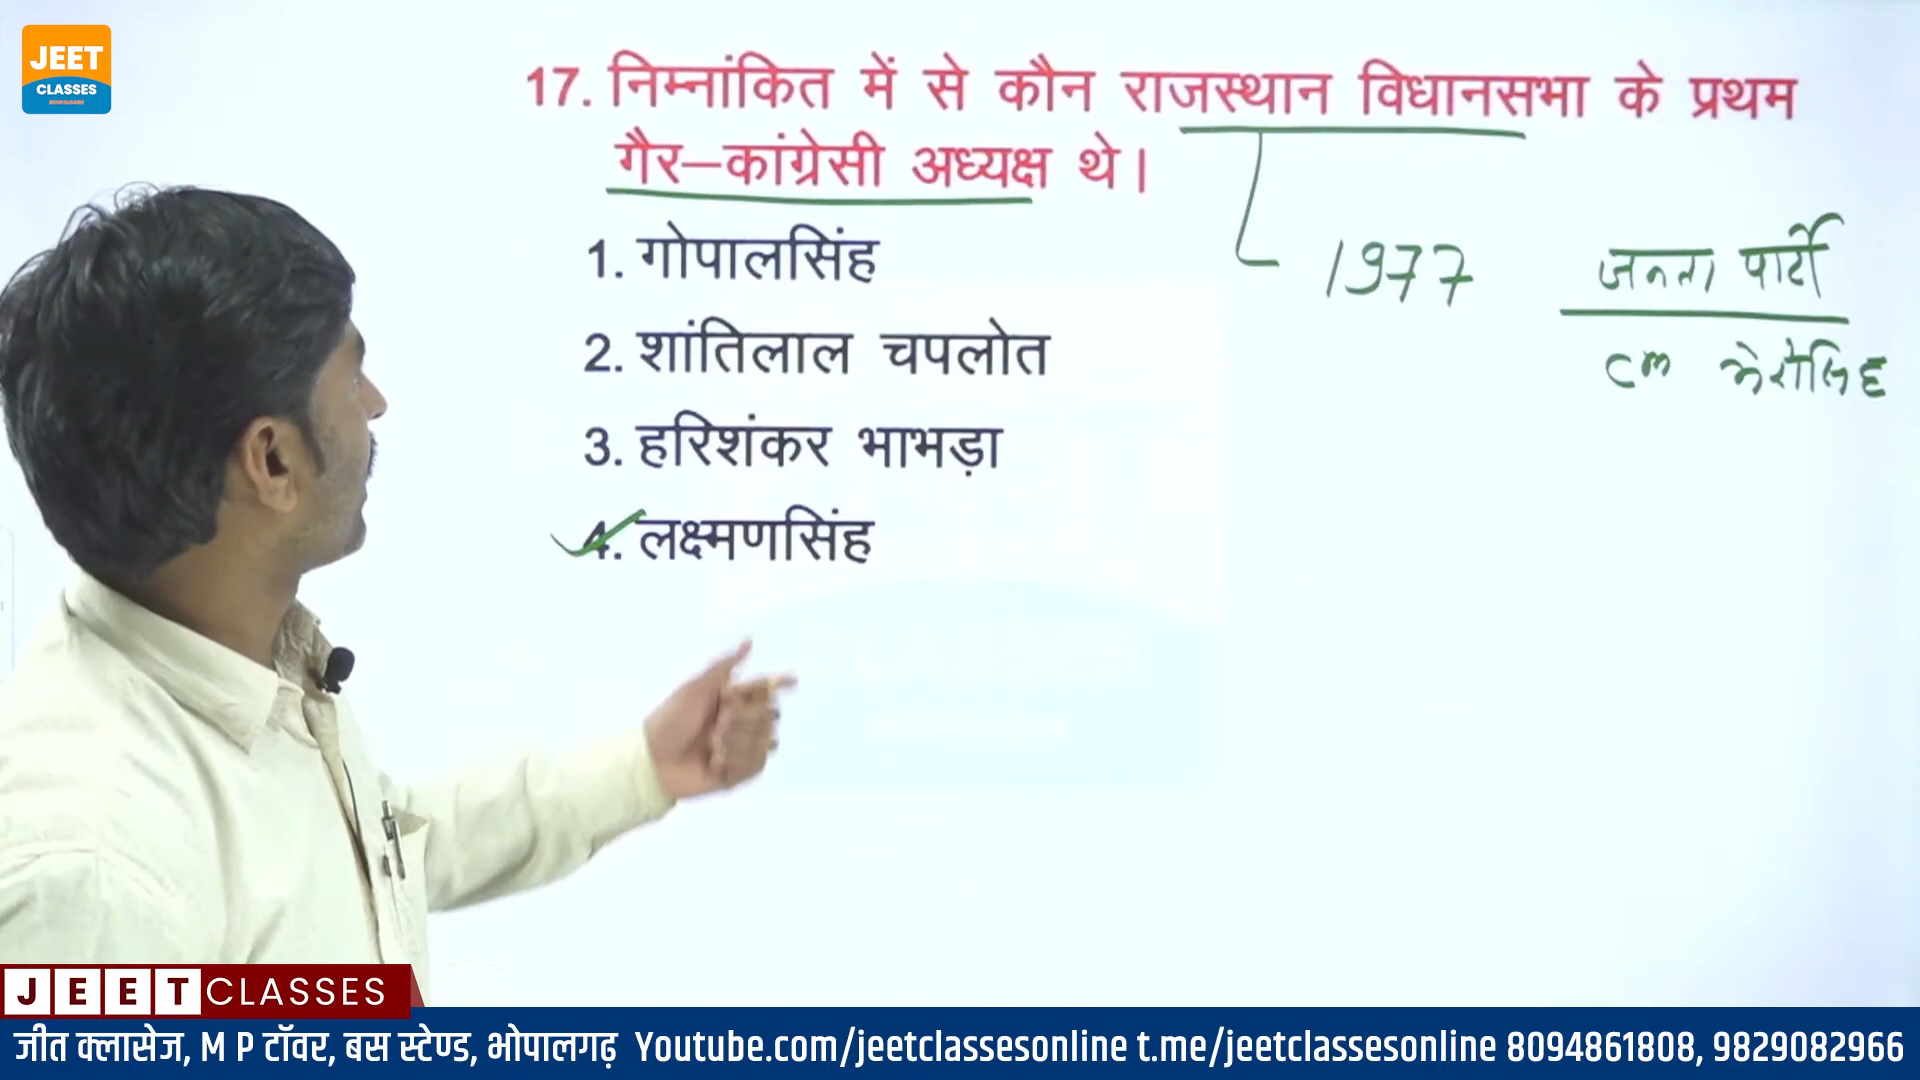 JEET
CLASSES
17. निम्नांकित में से कौन राजस्थान विधानसभा के प्रथम
गैर–कांग्रेसी अध्यक्ष थे।
1. गोपालसिंह
2. शांतिलाल चपलोत
3. हरिशंकर भाभड़ा
4. लक्ष्मणसिंह
1977 जनता पार्टी
cm भैरोसिंह
JEET CLASSES
जीत क्लासेज, M P टॉवर, बस स्टेण्ड, भोपालगढ़ Youtube.com/jeetclassesonline t.me/jeetclassesonline 8094861808, 9829082966